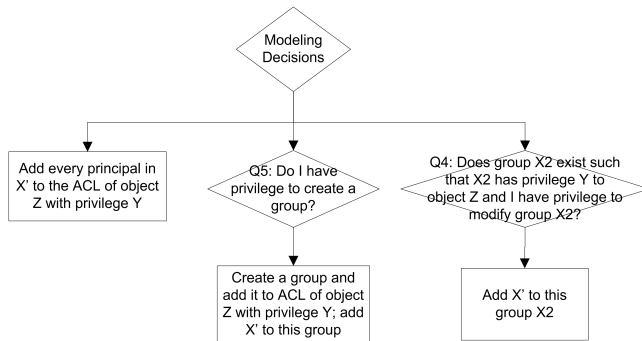 Modeling
Decisions
Add every principal in
X' to the ACL of object
Z with privilege Y
Q5: Do I have
privilege to create a
group?
Q4: Does group X2 exist such
that X2 has privilege Y to
object Z and I have privilege to
modify group X2?
Create a group and
add it to ACL of object
Z with privilege Y; add
X' to this group
Add X' to this
group X2